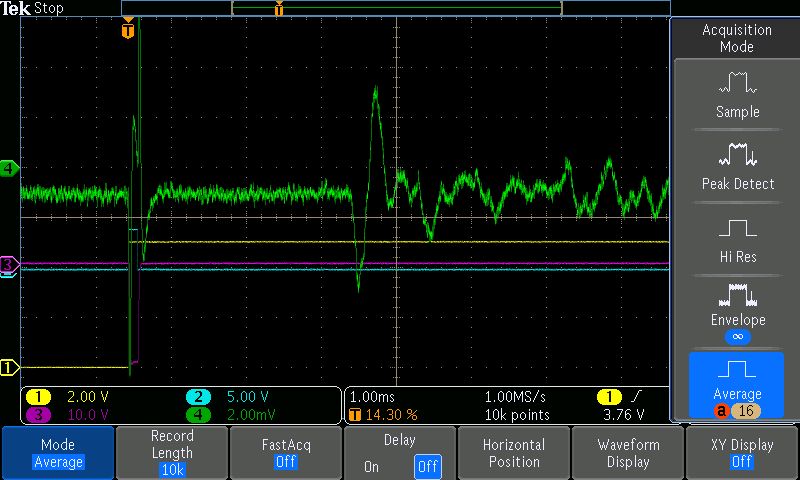 Tek Stop
T
T
Acquisition
Mode
Sample
Peak Detect
Hi Res
Envelope
∞
Average
a 16
4
3
1
1 2.00 V 2 5.00 V
3 10.0 V 4 2.00mV
1.00ms 1.00MS/s 1
T 14.30 % 10k points 3.76 V
Mode
Average
Record
Length
10k
FastAcq
Off
Delay
On Off
Horizontal
Position
Waveform
Display
XY Display
Off